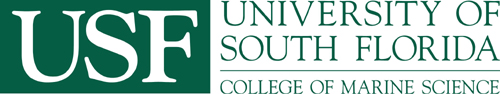 USF
UNIVERSITY OF
SOUTH FLORIDA
COLLEGE OF MARINE SCIENCE